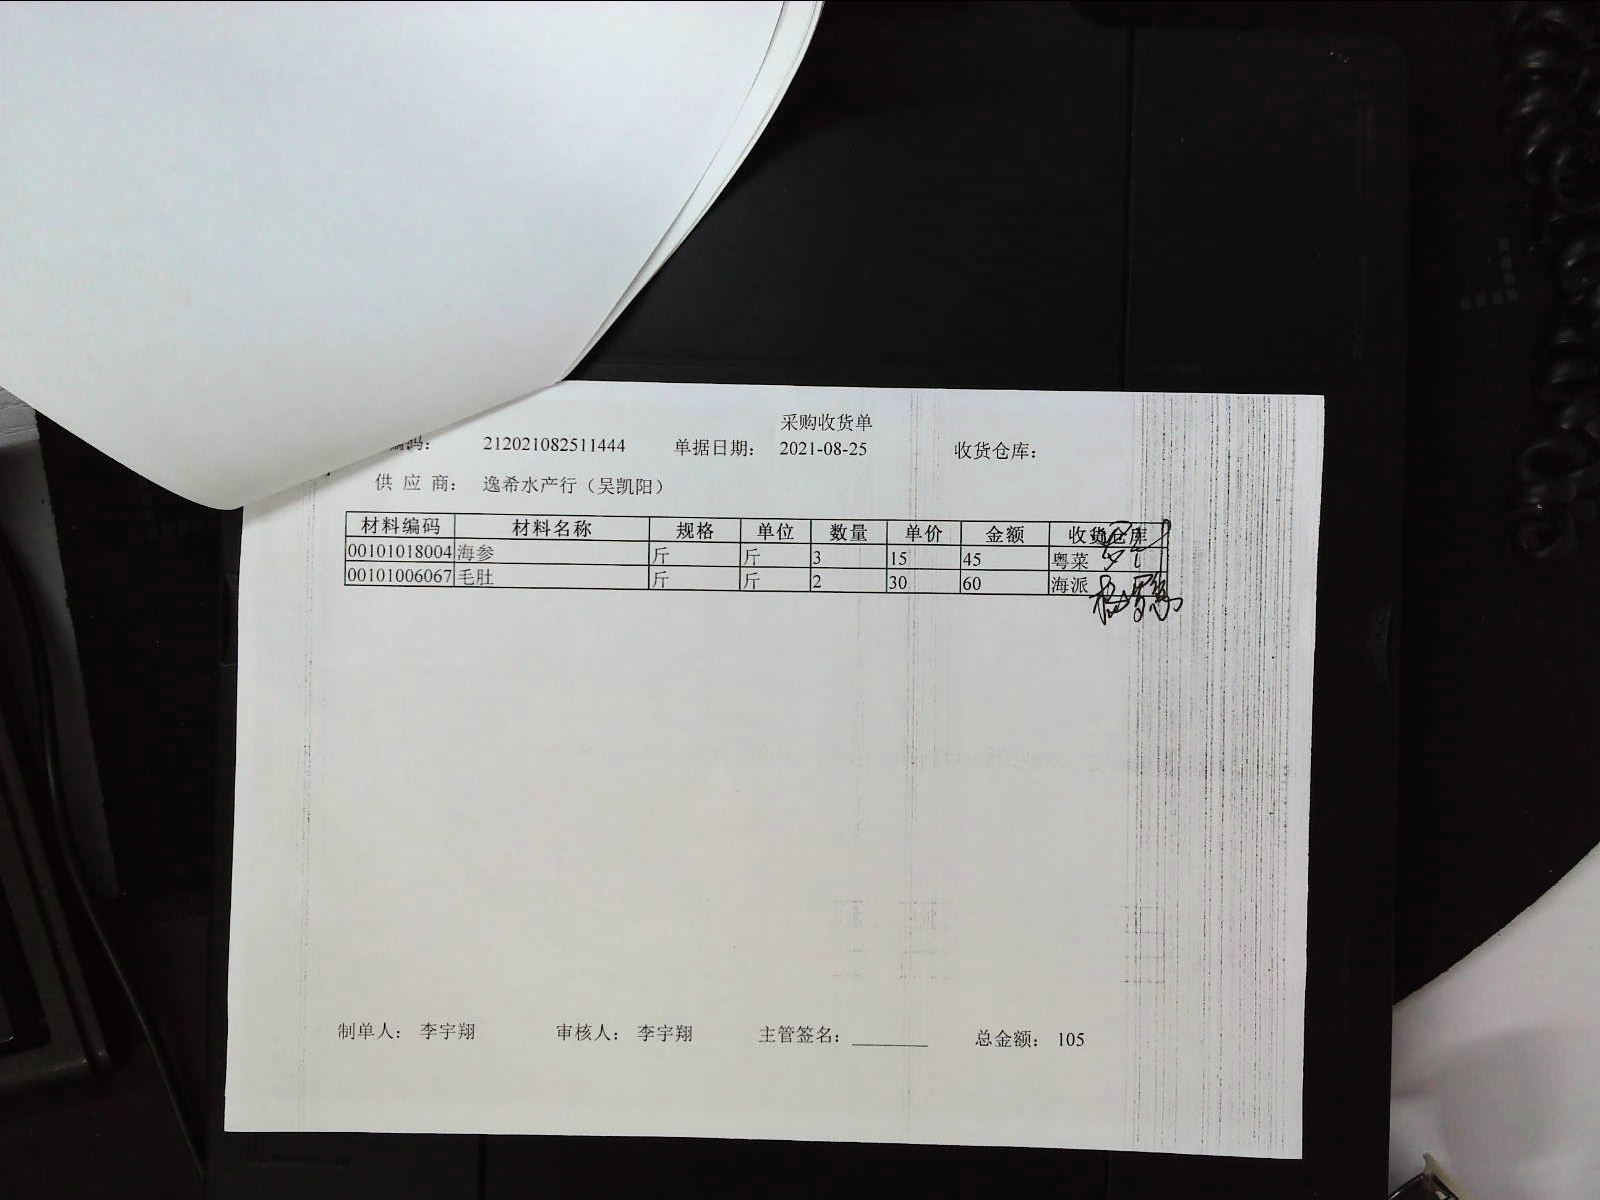 采购收货单
编码: 212021082511444 单据日期: 2021-08-25 收货仓库:
供 应 商: 逸希水产行（吴凯阳）
材料编码 材料名称 规格 单位 数量 单价 金额 收货仓库
00101018004 海参 斤 斤 3 15 45 粤菜
00101006067 毛肚 斤 斤 2 30 60 海派
制单人: 李宇翔 审核人: 李宇翔 主管签名: 总金额: 105